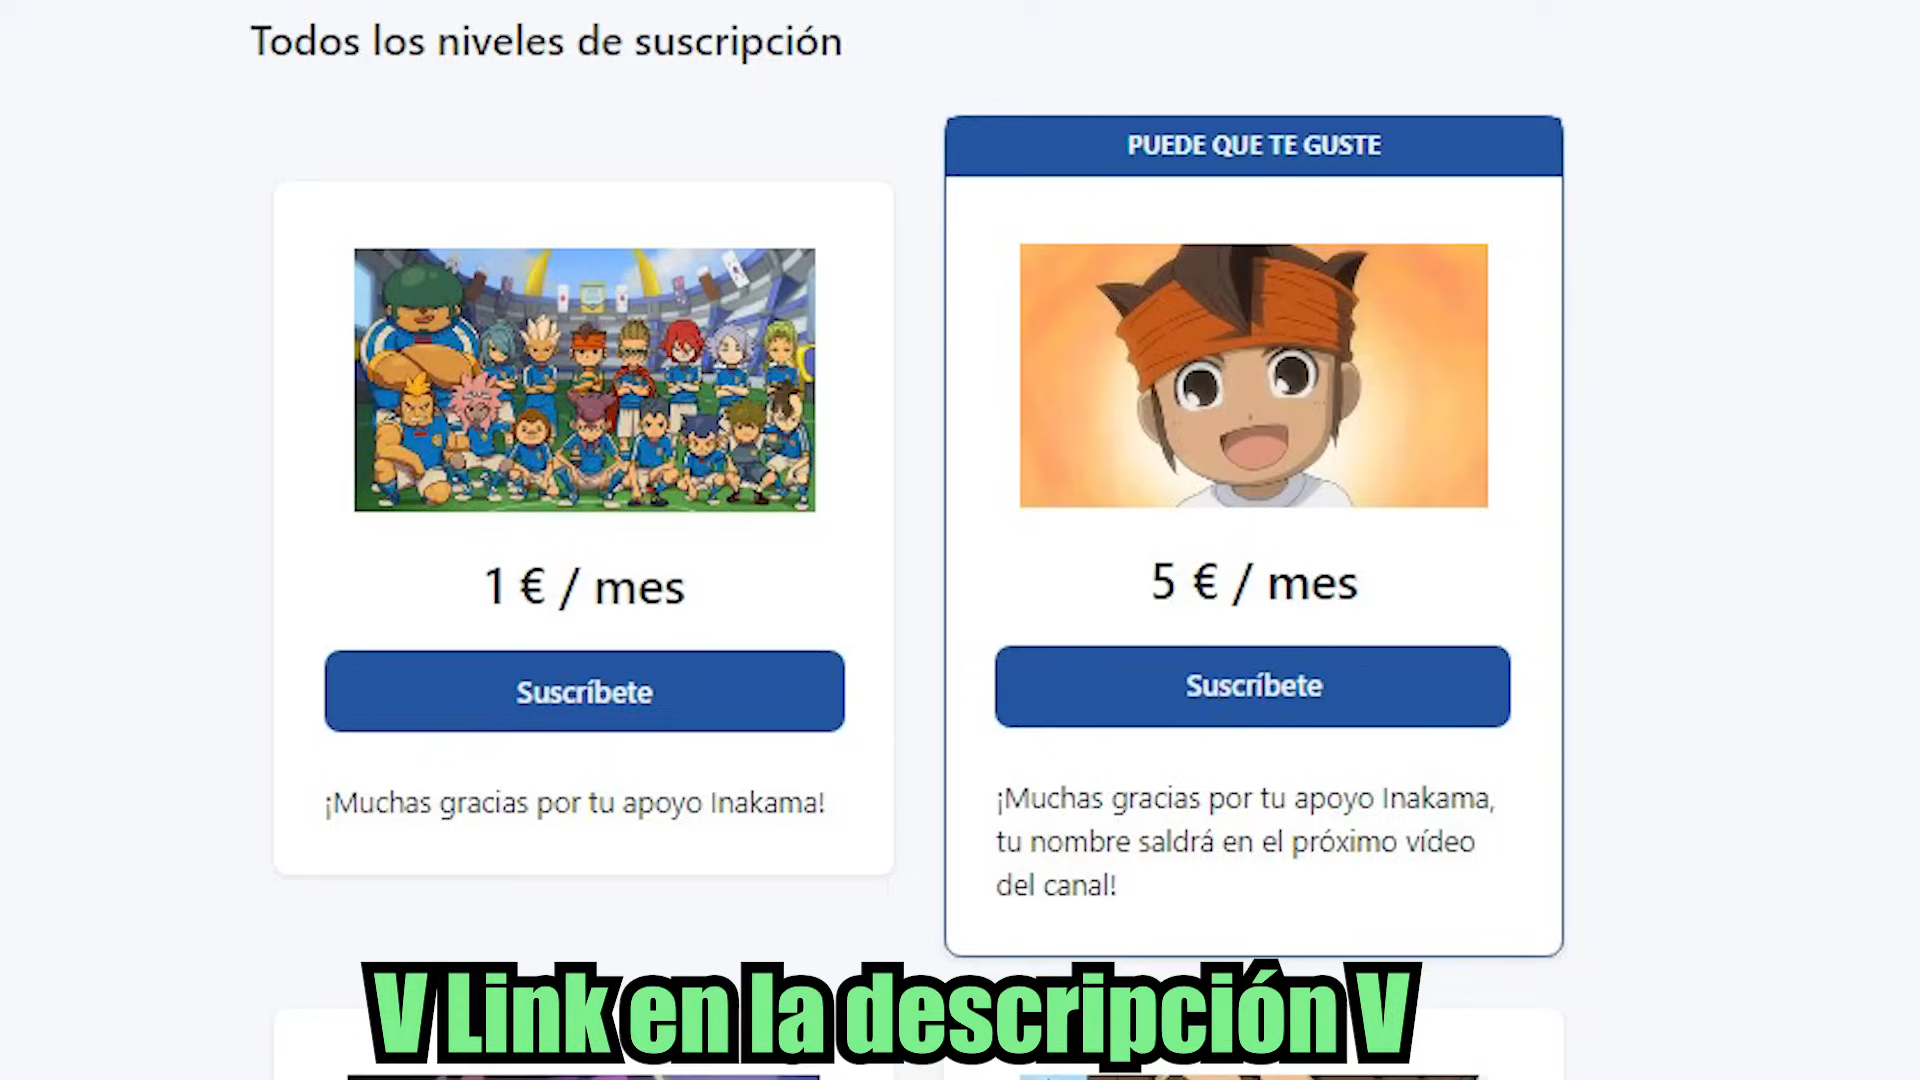 Todos los niveles de suscripción
1 € / mes
Suscríbete
¡Muchas gracias por tu apoyo Inakama!
PUEDE QUE TE GUSTE
5 € / mes
Suscríbete
¡Muchas gracias por tu apoyo Inakama,
tu nombre saldrá en el próximo vídeo
del canal!
V Link en la descripción V